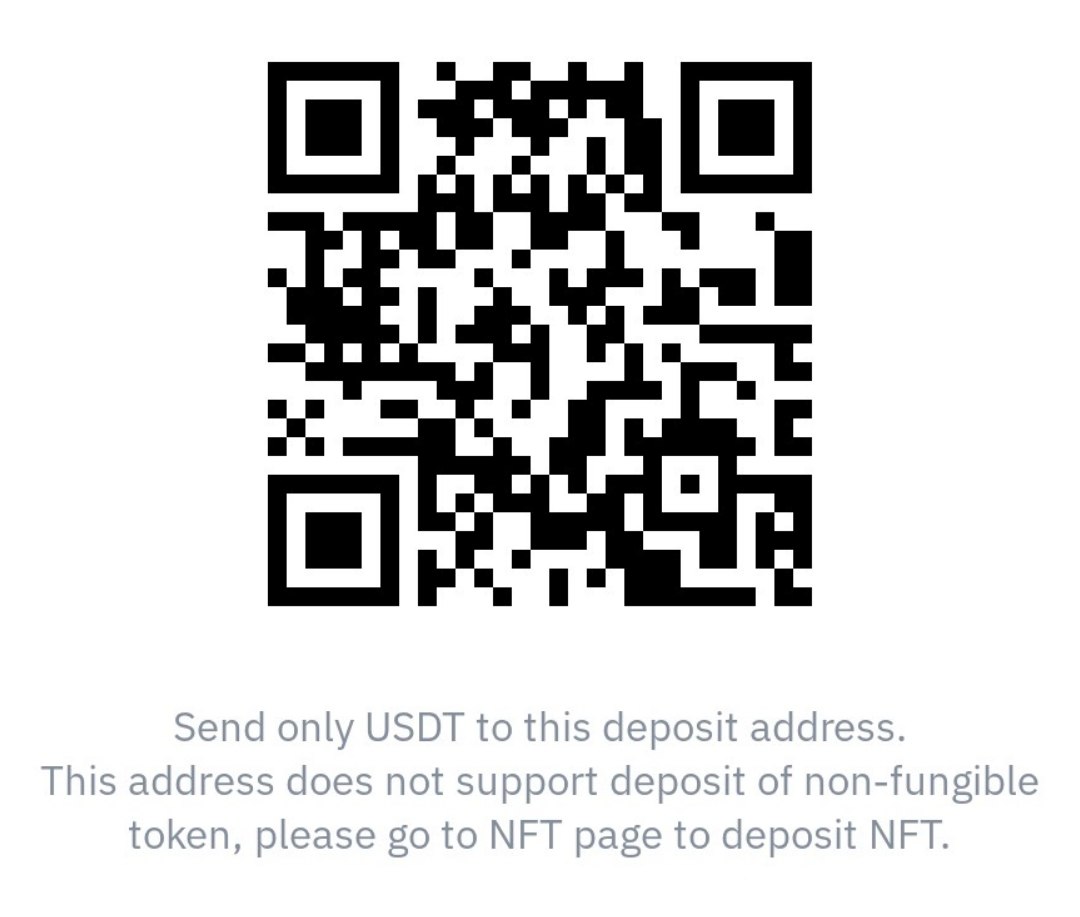 Send only USDT to this deposit address.
This address does not support deposit of non-fungible
token, please go to NFT page to deposit NFT.